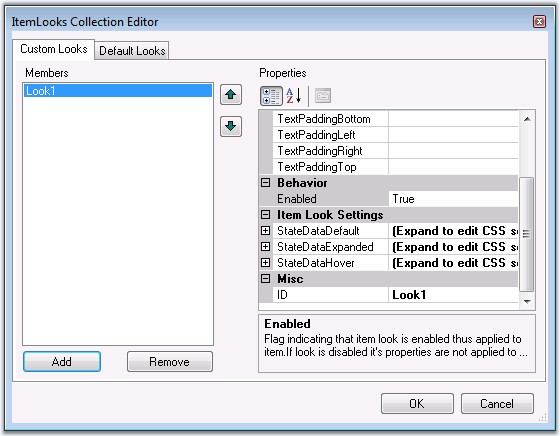 ItemLooks Collection Editor
Custom Looks Default Looks
Members
Look1
Add Remove
Properties
A Z
TextPaddingBottom
TextPaddingLeft
TextPaddingRight
TextPaddingTop
Behavior
Enabled True
Item Look Settings
StateDataDefault (Expand to edit CSS se
StateDataExpanded (Expand to edit CSS se
StateDataHover (Expand to edit CSS se
Misc
ID Look1
Enabled
Flag indicating that item look is enabled thus applied to
item.If look is disabled it's properties are not applied to ...
OK Cancel